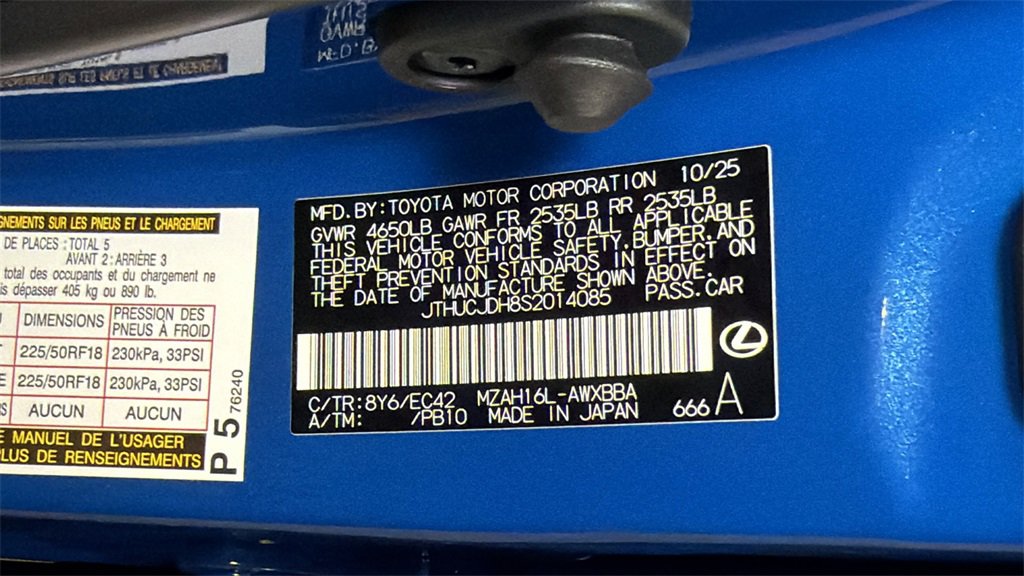 GNEMENTS SUR LES PNEUS ET LE CHARGEMENT
DE PLACES : TOTAL 5
AVANT 2 : ARRIÈRE 3
total des occupants et du chargement ne
is dépasser 405 kg ou 890 lb.
DIMENSIONS PRESSION DES PNEUS À FROID
225/50RF18 230kPa, 33PSI
225/50RF18 230kPa, 33PSI
AUCUN AUCUN
MANUEL DE L'USAGER
PLUS DE RENSEIGNEMENTS
P 5 76240
MFD. BY: TOYOTA MOTOR CORPORATION 10/25
GVWR 4650LB GAWR FR 2535LB RR 2535LB
THIS VEHICLE CONFORMS TO ALL APPLICABLE
FEDERAL MOTOR VEHICLE SAFETY, BUMPER, AND
THEFT PREVENTION STANDARDS IN EFFECT ON
THE DATE OF MANUFACTURE SHOWN ABOVE.
JTHUCJDH8S2014085 PASS. CAR
C/TR: 8Y6/EC42 MZAH16L-AWXBBA
A/TM: /PB10 MADE IN JAPAN 666 A